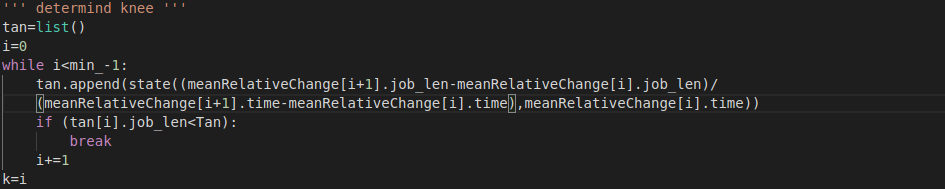 ''' determind knee '''
tan=list()
i=0
while i<min_-1:
    tan.append(state((meanRelativeChange[i+1].job_len-meanRelativeChange[i].job_len)/
    (meanRelativeChange[i+1].time-meanRelativeChange[i].time),meanRelativeChange[i].time))
    if (tan[i].job_len<Tan):
        break
    i+=1
k=i